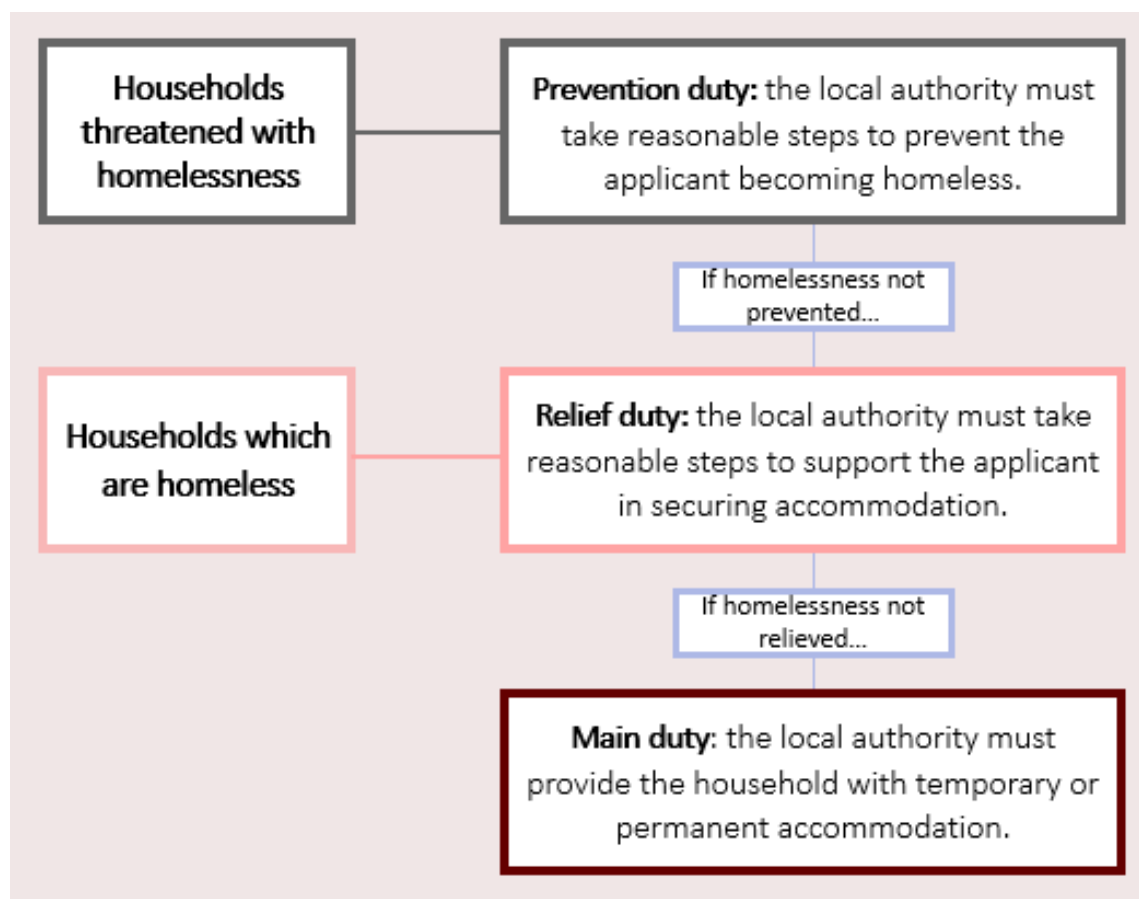 Households
threatened with
homelessness
Prevention duty: the local authority must
take reasonable steps to prevent the
applicant becoming homeless.
If homelessness not
prevented...
Households which
are homeless
Relief duty: the local authority must take
reasonable steps to support the applicant
in securing accommodation.
If homelessness not
relieved...
Main duty: the local authority must
provide the household with temporary or
permanent accommodation.